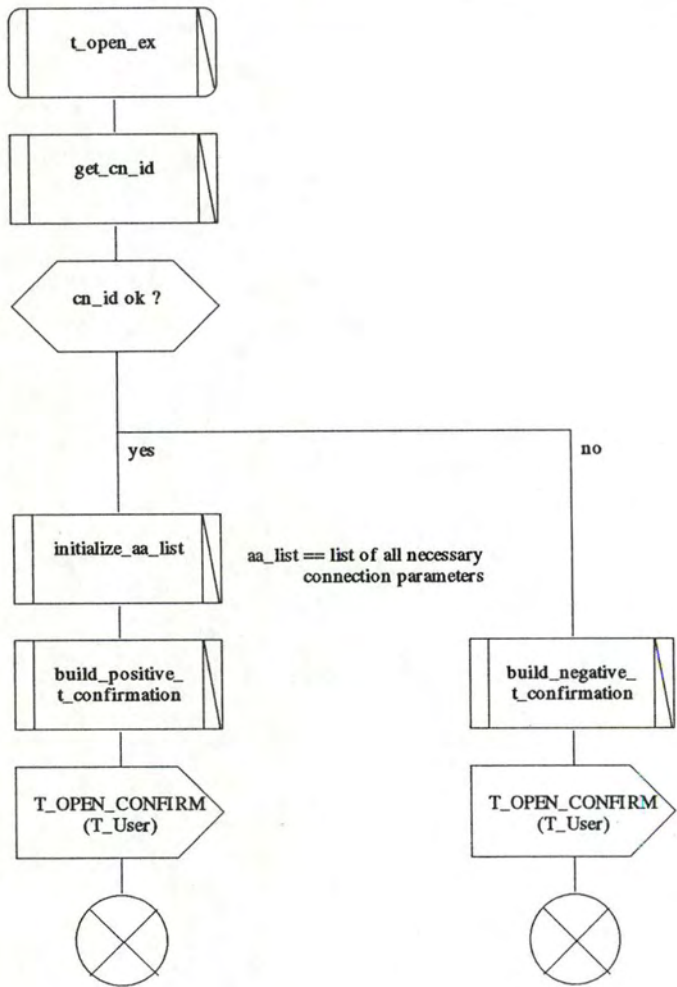 t_open_ex
get_cn_id
cn_id ok ?
yes
no
initialize_aa_list
aa_list == list of all necessary
connection parameters
build_positive_
t_confirmation
build_negative_
t_confirmation
T_OPEN_CONFIRM
(T_User)
T_OPEN_CONFIRM
(T_User)